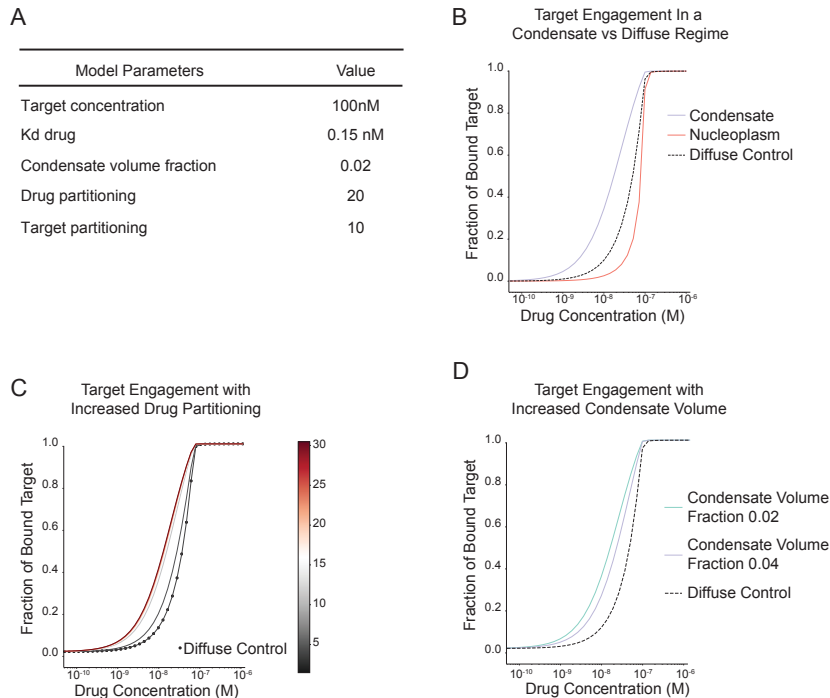 A
Model Parameters Value
Target concentration 100nM
Kd drug 0.15 nM
Condensate volume fraction 0.02
Drug partitioning 20
Target partitioning 10
B
Target Engagement In a
Condensate vs Diffuse Regime
Fraction of Bound Target
1.0
0.8
0.6
0.4
0.2
0.0
10⁻¹⁰ 10⁻⁹ 10⁻⁸ 10⁻⁷ 10⁻⁶
Drug Concentration (M)
Condensate
Nucleoplasm
Diffuse Control
C
Target Engagement with
Increased Drug Partitioning
Fraction of Bound Target
1.0
0.8
0.6
0.4
0.2
0.0
10⁻¹⁰ 10⁻⁹ 10⁻⁸ 10⁻⁷ 10⁻⁶
Drug Concentration (M)
Diffuse Control
30
25
20
15
10
5
D
Target Engagement with
Increased Condensate Volume
Fraction of Bound Target
1.0
0.8
0.6
0.4
0.2
0.0
10⁻¹⁰ 10⁻⁹ 10⁻⁸ 10⁻⁷ 10⁻⁶
Drug Concentration (M)
Condensate Volume
Fraction 0.02
Condensate Volume
Fraction 0.04
Diffuse Control